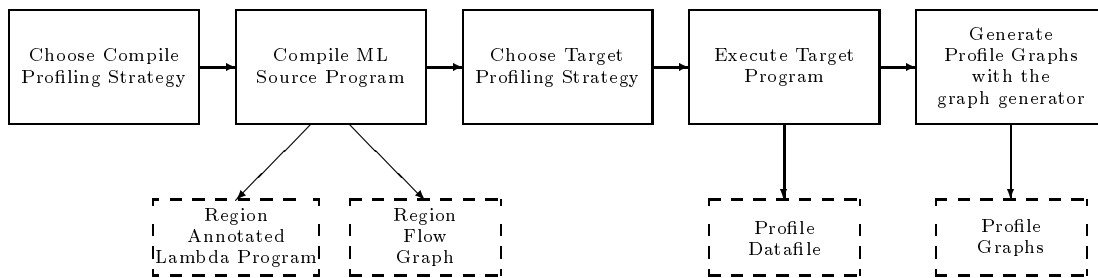 Choose Compile
Profiling Strategy
Compile ML
Source Program
Choose Target
Profiling Strategy
Execute Target
Program
Generate
Profile Graphs
with the
graph generator
Region
Annotated
Lambda Program
Region
Flow
Graph
Profile
Datafile
Profile
Graphs